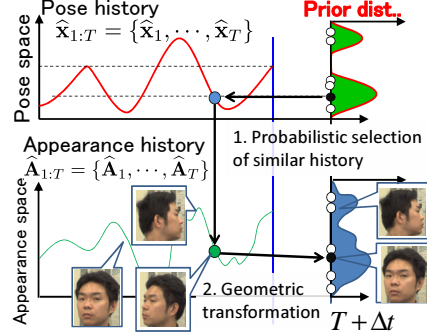 Pose history
x̂₁:T = {x̂₁, ⋯, x̂T}
Prior dist..
Pose space
1. Probabilistic selection
of similar history
Appearance history
Â₁:T = {Â₁, ⋯, ÂT}
Appearance space
2. Geometric
transformation
T + Δt